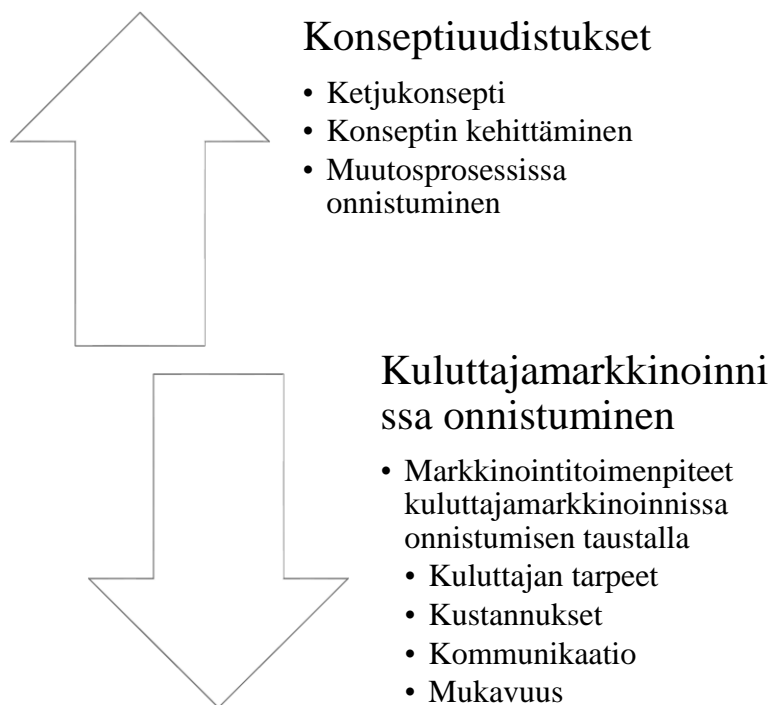 Konseptiuudistukset
• Ketjukonsepti
• Konseptin kehittäminen
• Muutosprosessissa
onnistuminen
Kuluttajamarkkinoinni
ssa onnistuminen
• Markkinointitoimenpiteet
kuluttajamarkkinoinnissa
onnistumisen taustalla
• Kuluttajan tarpeet
• Kustannukset
• Kommunikaatio
• Mukavuus